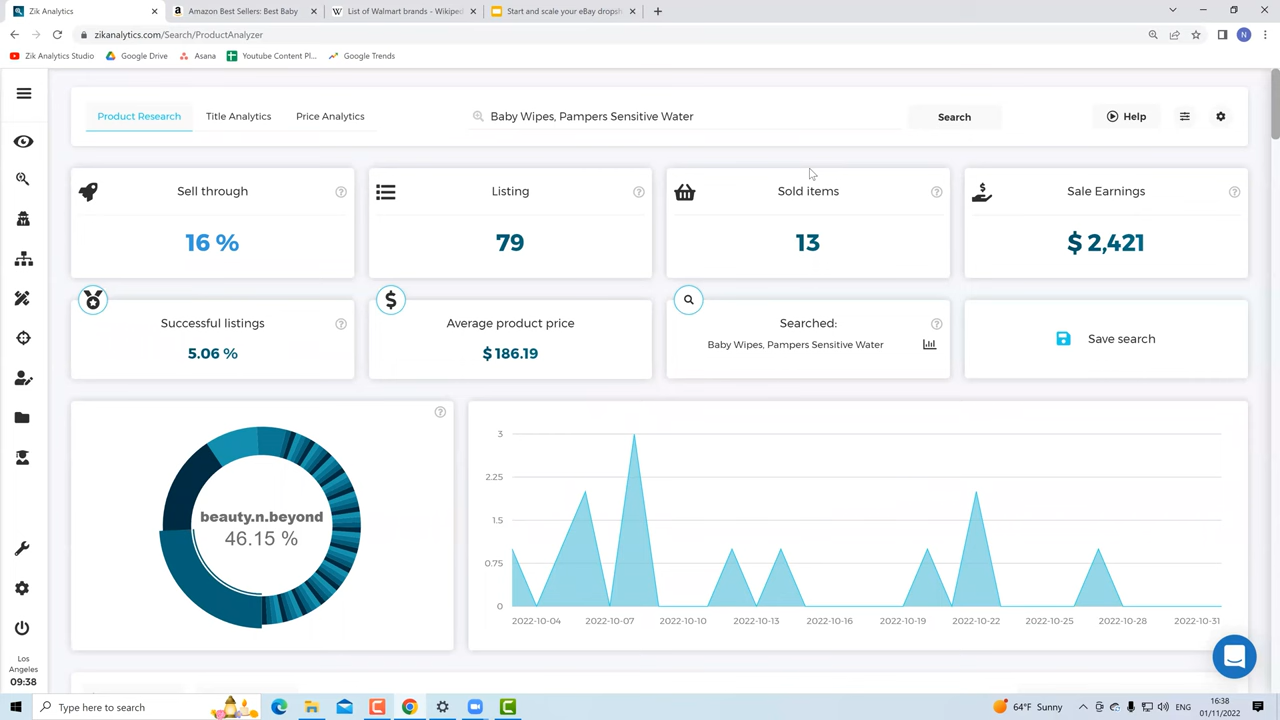 Zik Analytics
Amazon Best Sellers: Best Baby
List of Walmart brands - Wikiped
Start and scale your eBay dropsh
zikanalytics.com/Search/ProductAnalyzer
Zik Analytics Studio
Google Drive
Asana
Youtube Content Pl...
Google Trends
N
Product Research
Title Analytics
Price Analytics
Baby Wipes, Pampers Sensitive Water
Search
Help
Sell through
16 %
Listing
79
Sold items
13
Sale Earnings
$ 2,421
Successful listings
5.06 %
Average product price
$ 186.19
Searched:
Baby Wipes, Pampers Sensitive Water
Save search
beauty.n.beyond
46.15 %
3
2.25
1.5
0.75
0
2022-10-04 2022-10-07 2022-10-10 2022-10-13 2022-10-16 2022-10-19 2022-10-22 2022-10-25 2022-10-28 2022-10-31
Los
Angeles
09:38
Type here to search
64°F Sunny
ENG
16:38
01/11/2022